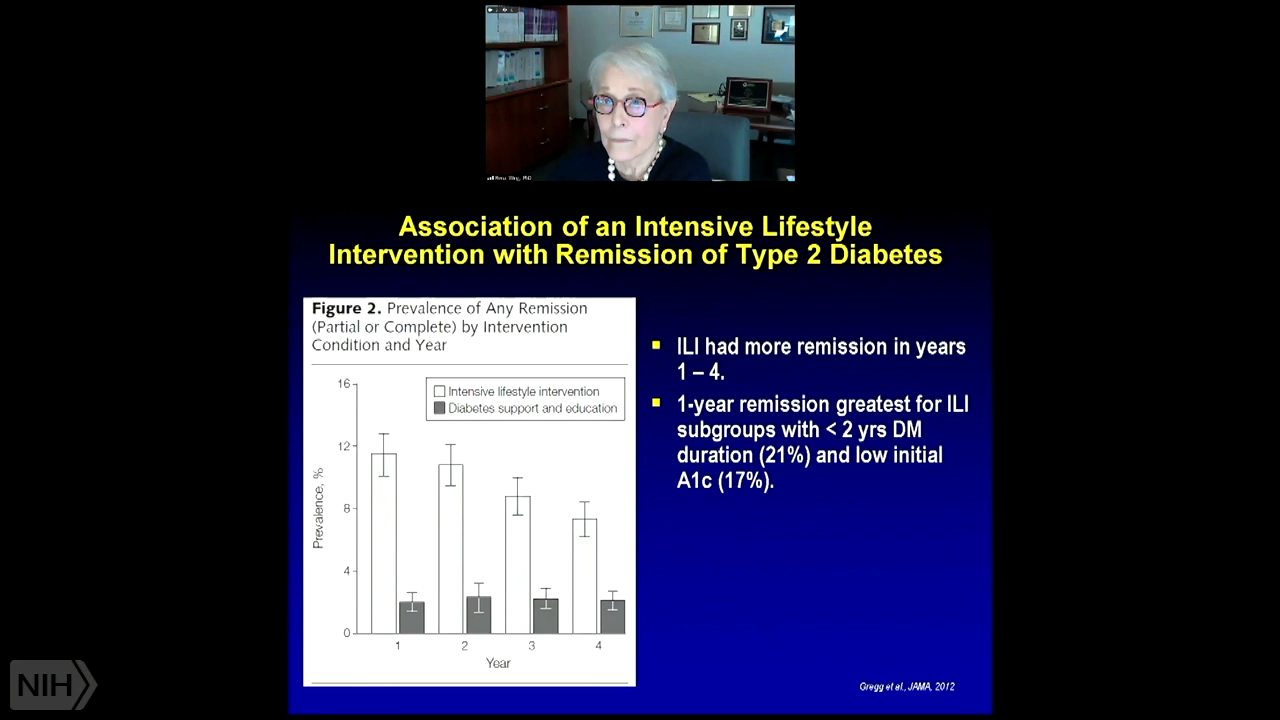 Association of an Intensive Lifestyle
Intervention with Remission of Type 2 Diabetes
Figure 2. Prevalence of Any Remission
(Partial or Complete) by Intervention
Condition and Year
Intensive lifestyle intervention
Diabetes support and education
Prevalence, %
16
12
8
4
0
1 2 3 4
Year
ILI had more remission in years
1 – 4.
1-year remission greatest for ILI
subgroups with < 2 yrs DM
duration (21%) and low initial
A1c (17%).
Gregg et al., JAMA, 2012
NIH